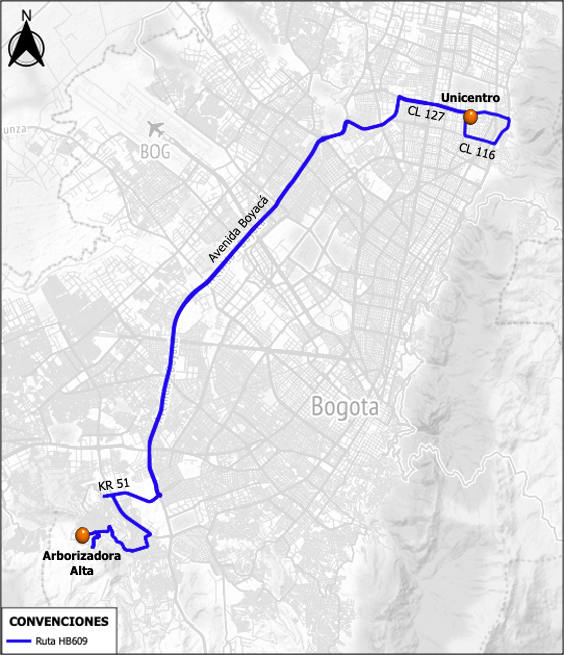 N
Unicentro
CL 127
CL 116
unza
BOG
Avenida Boyacá
Bogota
KR 51
Arborizadora
Alta
CONVENCIONES
Ruta HB609